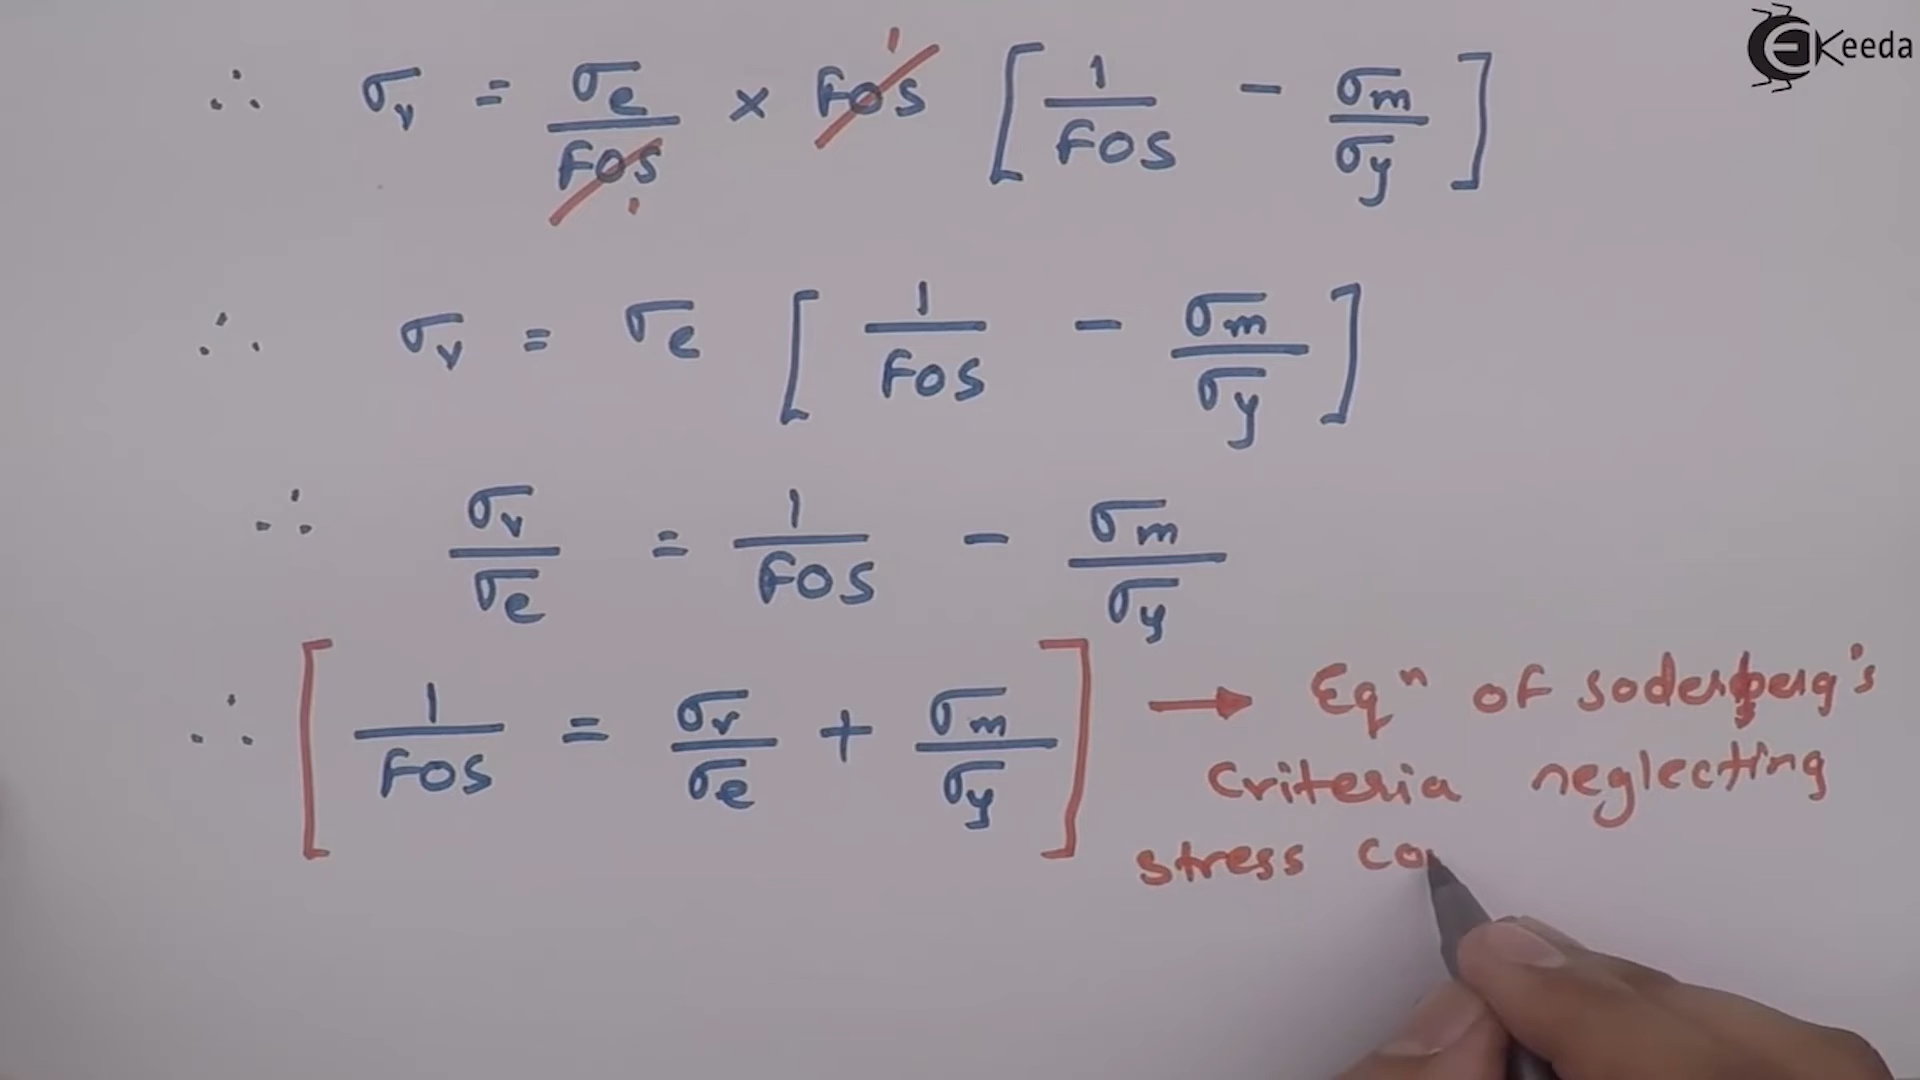 EKeeda
∴ σv = σe/FOS × FOS [1/FOS − σm/σy]
∴ σv = σe [1/FOS − σm/σy]
∴ σv/σe = 1/FOS − σm/σy
∴ [1/FOS = σv/σe + σm/σy] → Eqⁿ of soderberg's
criteria neglecting
stress co